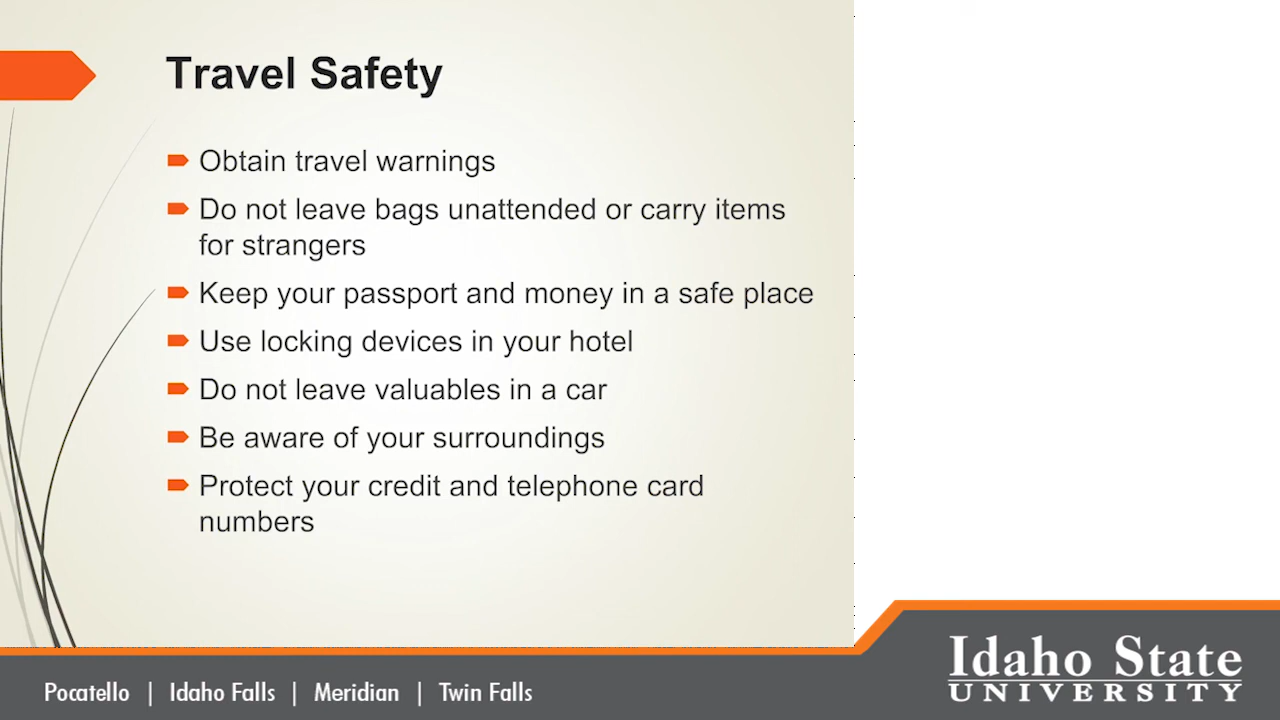 Travel Safety
Obtain travel warnings
Do not leave bags unattended or carry items
for strangers
Keep your passport and money in a safe place
Use locking devices in your hotel
Do not leave valuables in a car
Be aware of your surroundings
Protect your credit and telephone card
numbers
Pocatello | Idaho Falls | Meridian | Twin Falls
Idaho State
UNIVERSITY